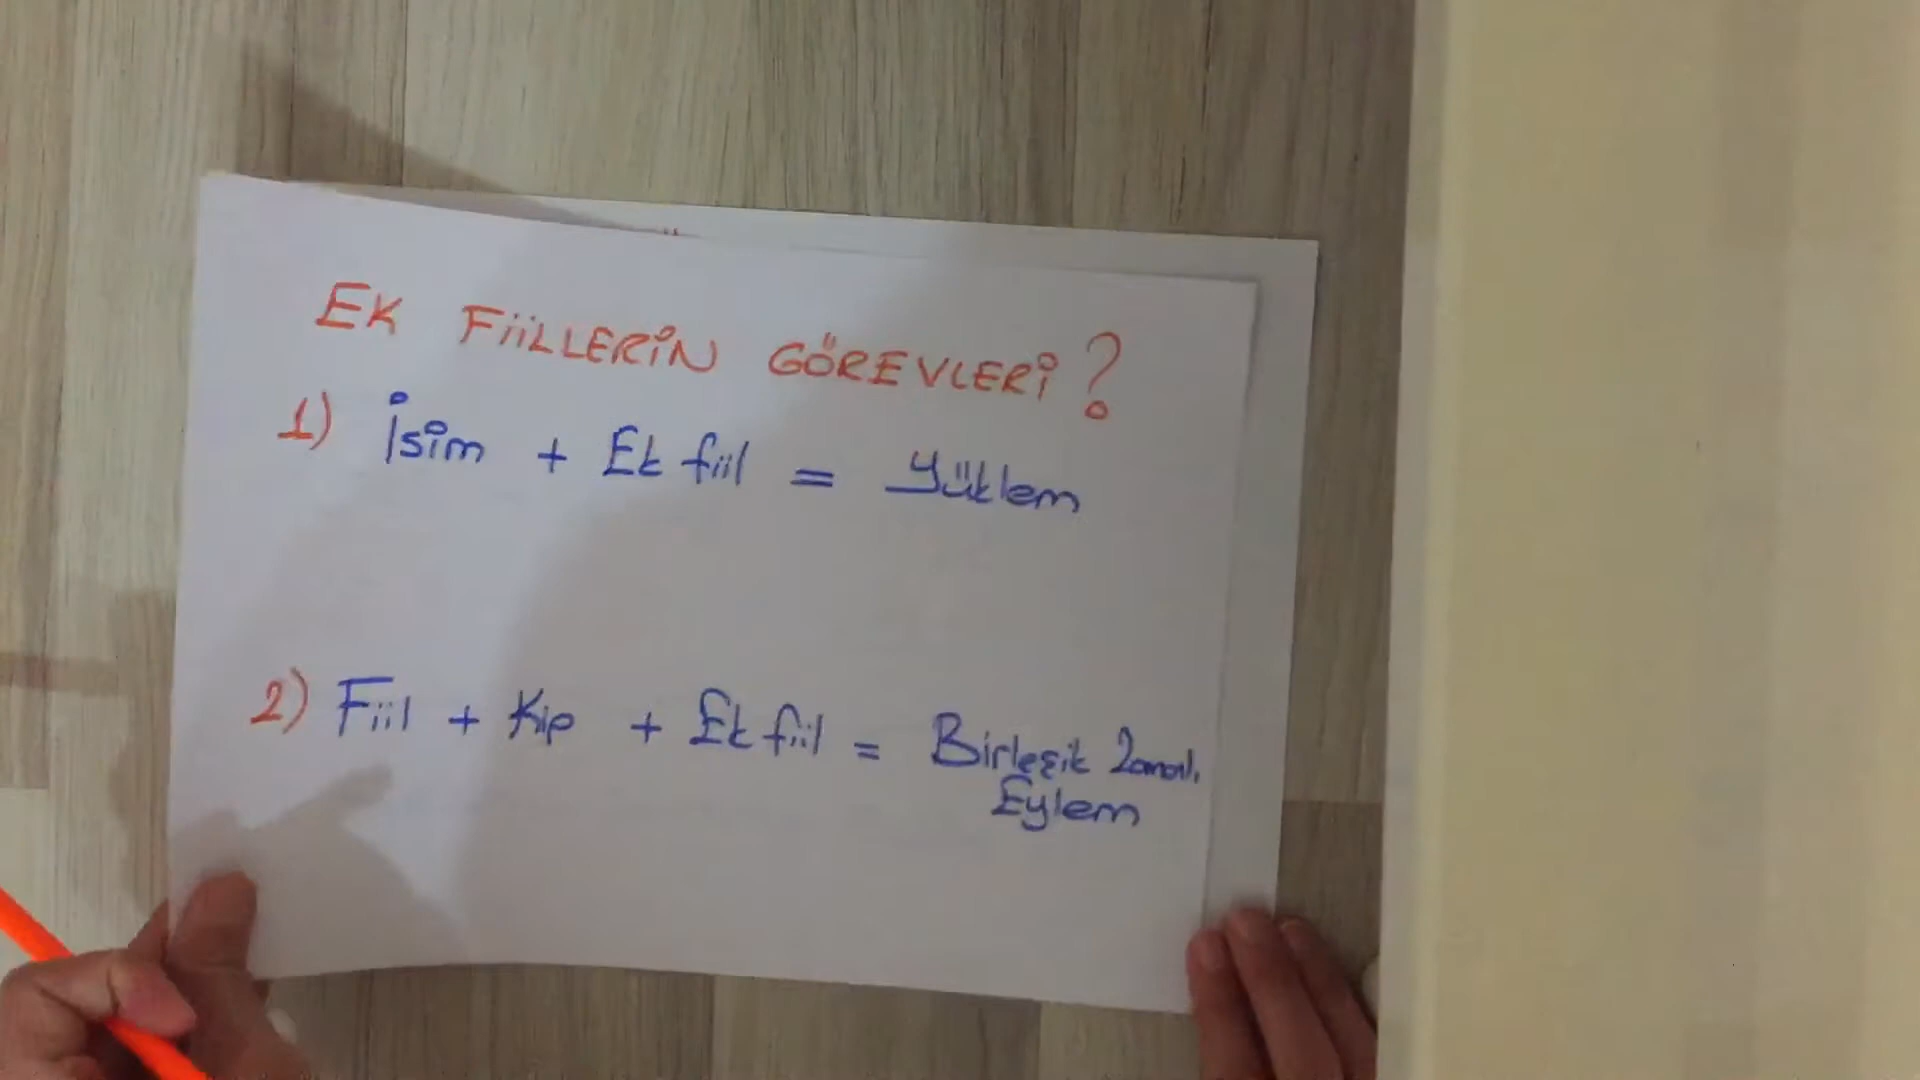 EK FİİLLERİN GÖREVLERİ?
1) İsim + Ek fiil = Yüklem
2) Fiil + Kip + Ek fiil = Birleşik Zamanlı
Eylem